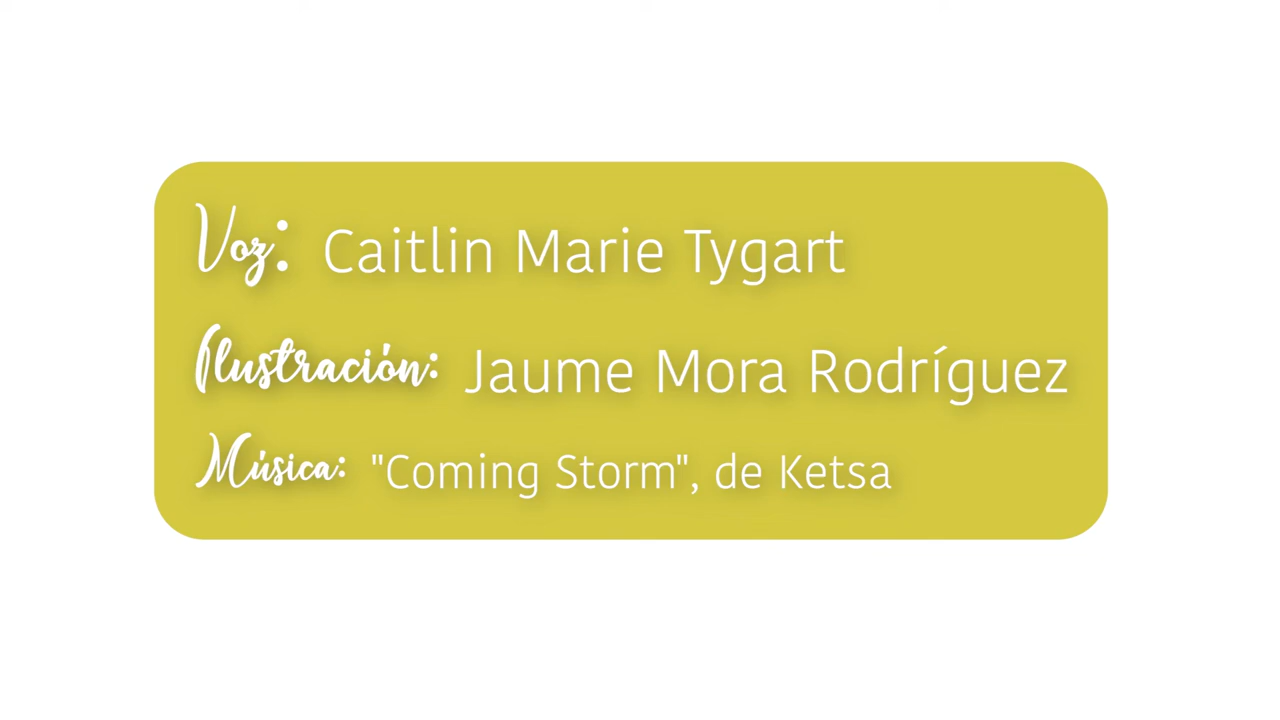 Voz: Caitlin Marie Tygart
Ilustración: Jaume Mora Rodríguez
Música: "Coming Storm", de Ketsa